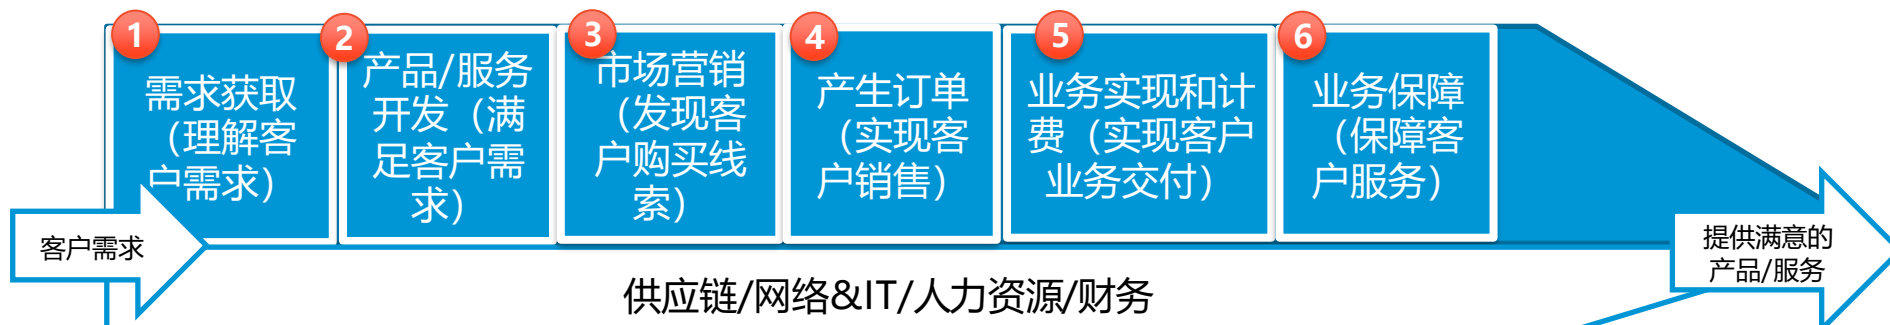 1
需求获取
（理解客
户需求）
2
产品/服务
开发（满
足客户需
求）
3
市场营销
（发现客
户购买线
索）
4
产生订单
（实现客
户销售）
5
业务实现和计
费（实现客户
业务交付）
6
业务保障
（保障客
户服务）
客户需求
提供满意的
产品/服务
供应链/网络&IT/人力资源/财务